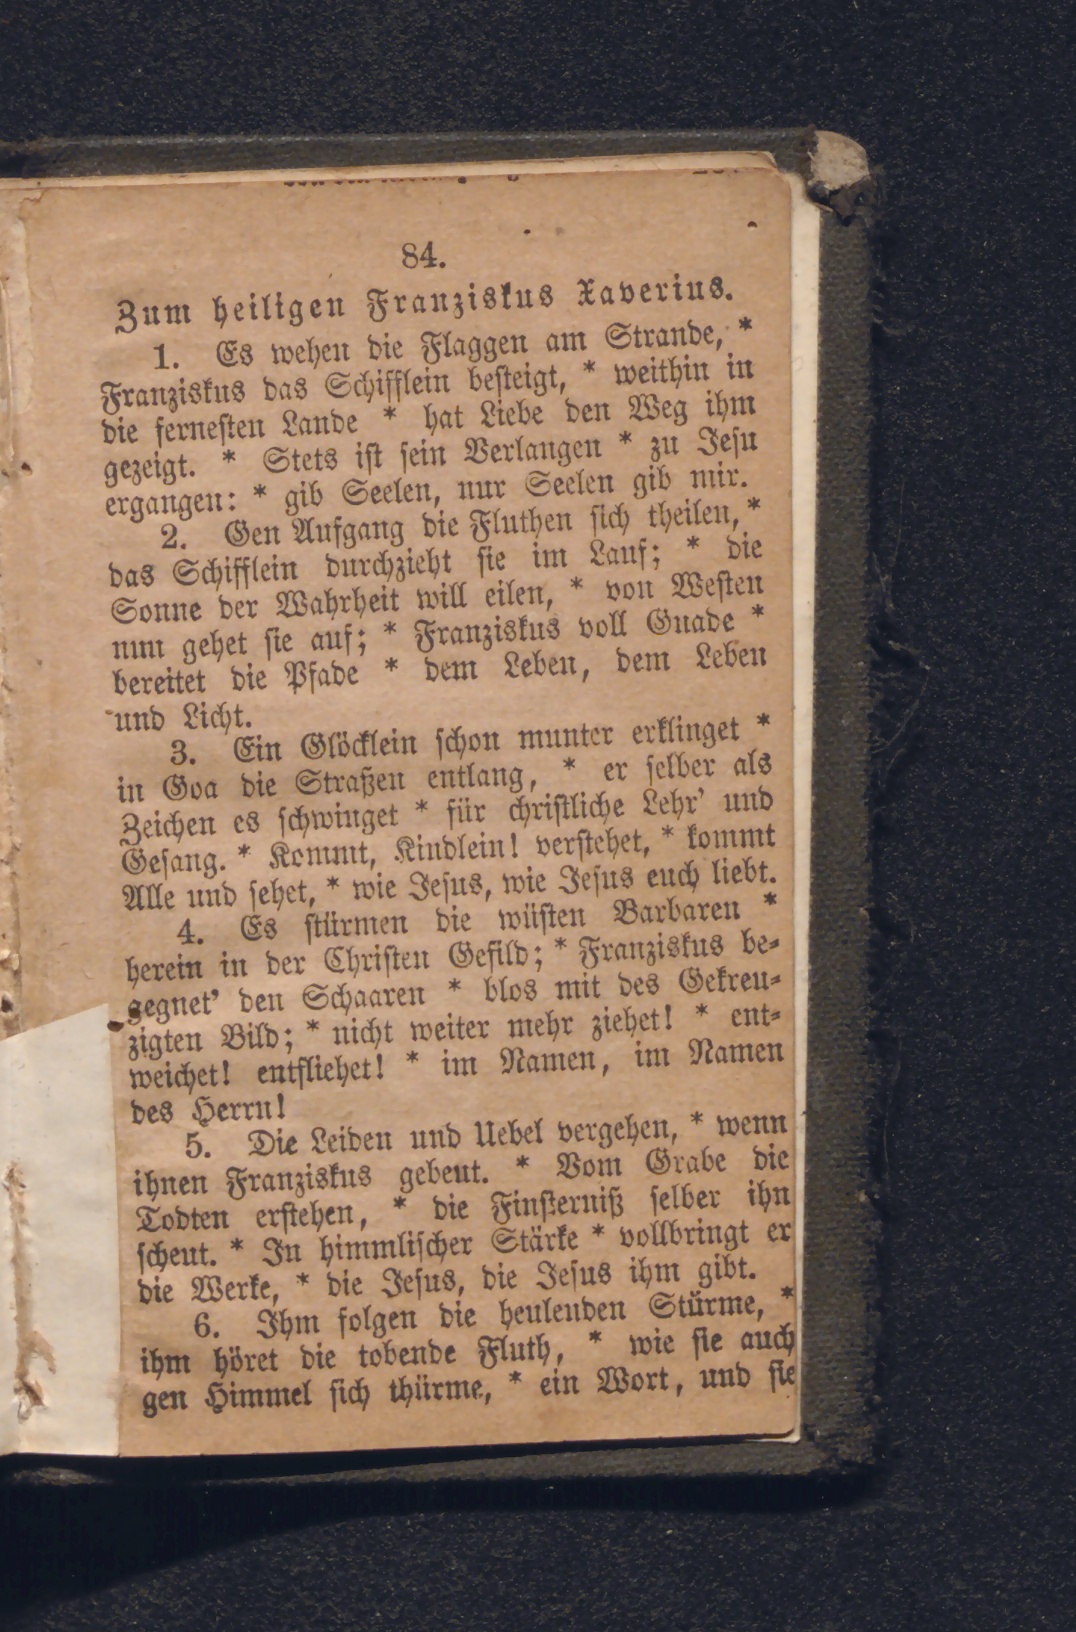 84.
Zum heiligen Franziskus Xaverius.
1. Es wehen die Flaggen am Strande, *
Franziskus das Schifflein besteigt, * weithin in
die fernesten Lande * hat Liebe den Weg ihm
gezeigt. * Stets ist sein Verlangen * zu Jesu
ergangen: * gib Seelen, nur Seelen gib mir.
2. Gen Aufgang die Fluthen sich theilen, *
das Schifflein durchzieht sie im Lauf; * die
Sonne der Wahrheit will eilen, * von Westen
nun gehet sie auf; * Franziskus voll Gnade *
bereitet die Pfade * dem Leben, dem Leben
und Licht.
3. Ein Glöcklein schon munter erklinget *
in Goa die Straßen entlang, * er selber als
Zeichen es schwinget * für christliche Lehr' und
Gesang. * Kommt, Kindlein! verstehet, * kommt
Alle und sehet, * wie Jesus, wie Jesus euch liebt.
4. Es stürmen die wüsten Barbaren *
herein in der Christen Gefild; * Franziskus be-
gegnet' den Schaaren * blos mit des Gekreu-
zigten Bild; * nicht weiter mehr ziehet! * ent-
weichet! entfliehet! * im Namen, im Namen
des Herrn!
5. Die Leiden und Uebel vergehen, * wenn
ihnen Franziskus gebeut. * Vom Grabe die
Todten erstehen, * die Finsterniß selber ihn
scheut. * In himmlischer Stärke * vollbringt er
die Werke, * die Jesus, die Jesus ihm gibt.
6. Ihm folgen die heulenden Stürme, *
ihm höret die tobende Fluth, * wie sie auch
gen Himmel sich thürme, * ein Wort, und sie